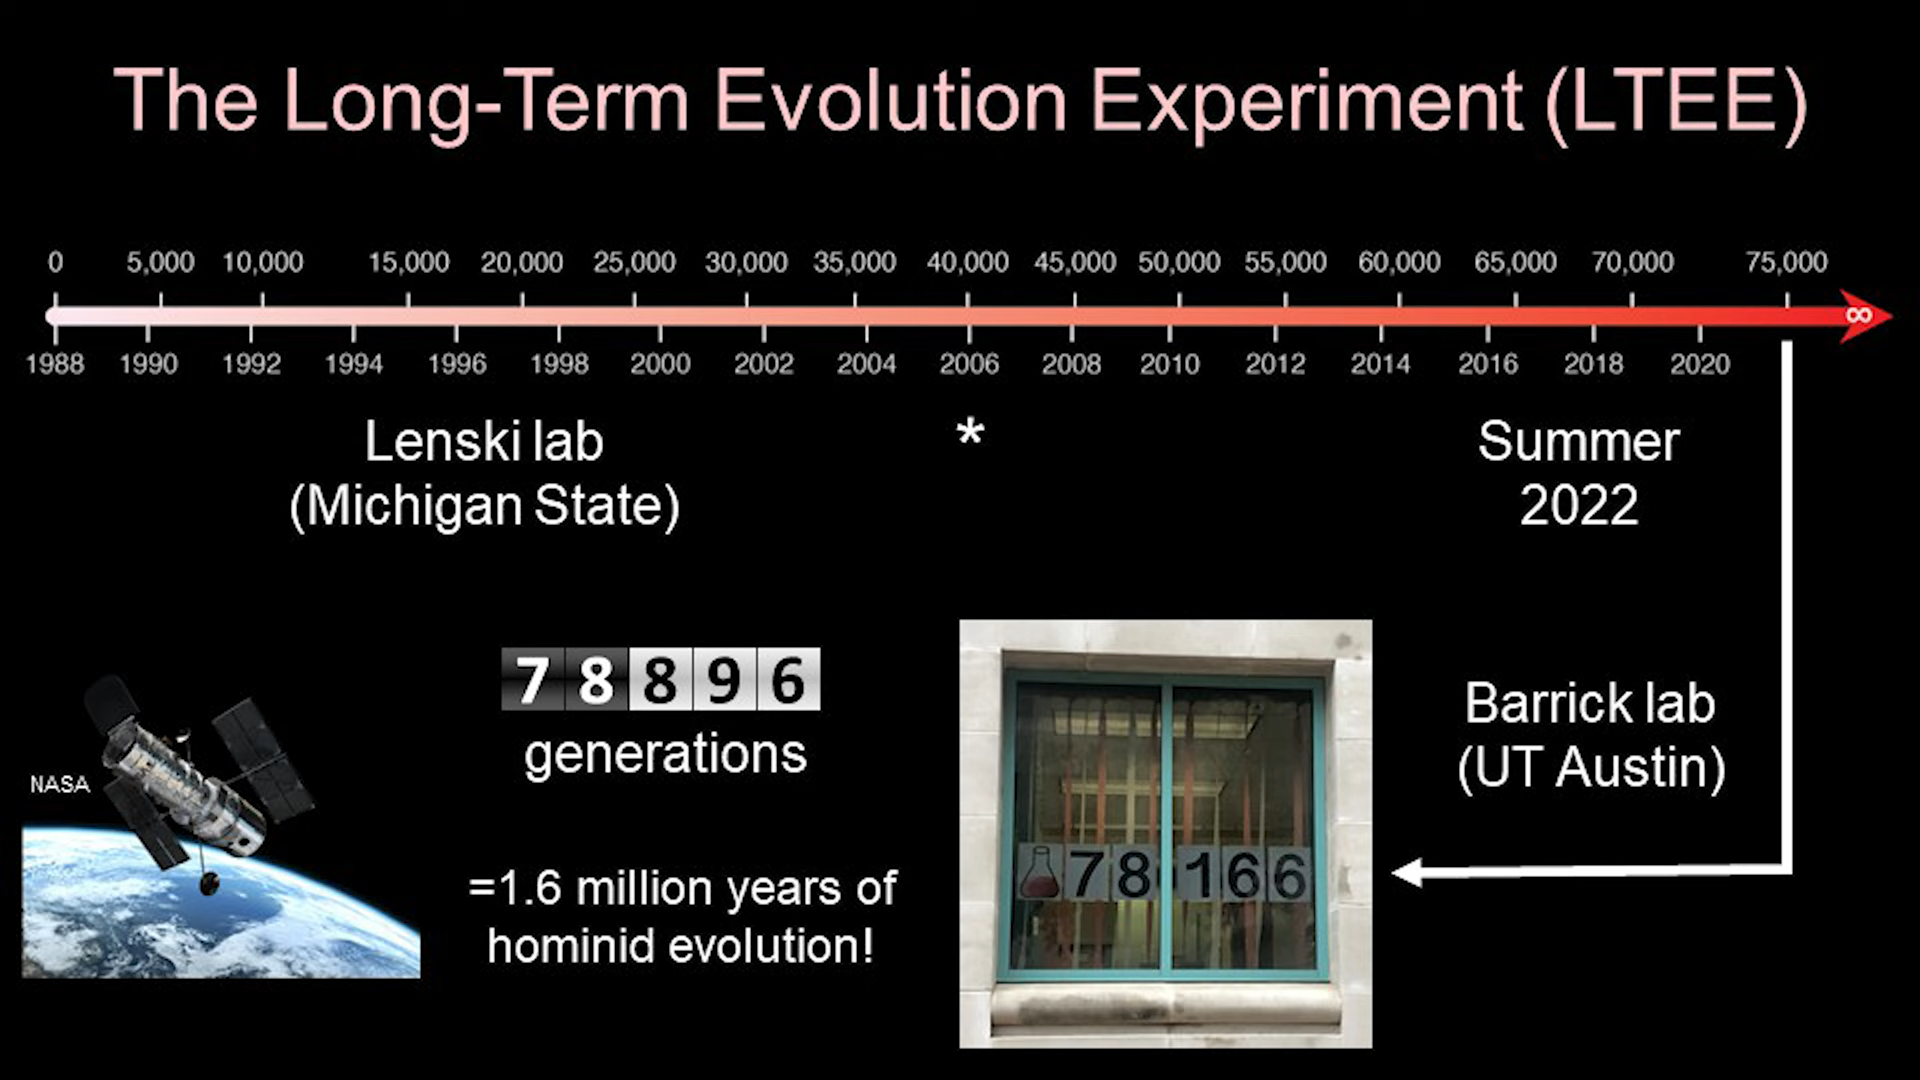 The Long-Term Evolution Experiment (LTEE)
0 5,000 10,000 15,000 20,000 25,000 30,000 35,000 40,000 45,000 50,000 55,000 60,000 65,000 70,000 75,000
∞
1988 1990 1992 1994 1996 1998 2000 2002 2004 2006 2008 2010 2012 2014 2016 2018 2020
Lenski lab
(Michigan State)
*
Summer
2022
78896
generations
NASA
=1.6 million years of
hominid evolution!
78166
Barrick lab
(UT Austin)